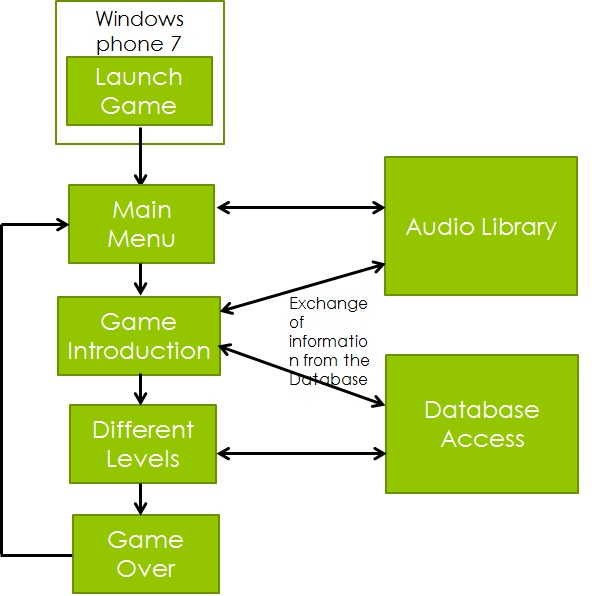 Windows
phone 7
Launch
Game
Main
Menu
Audio Library
Game
Introduction
Exchange
of
informatio
n from the
Database
Different
Levels
Database
Access
Game
Over